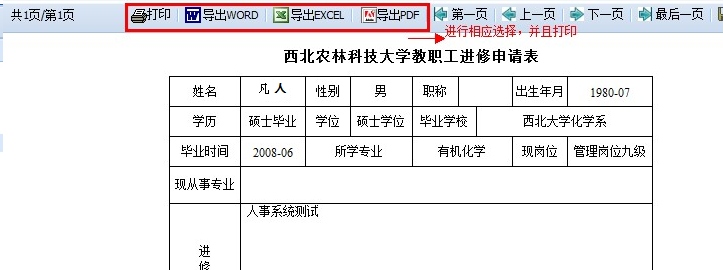 共1页/第1页 打印 导出WORD 导出EXCEL 导出PDF 第一页 上一页 下一页 最后一页
进行相应选择，并且打印
西北农林科技大学教职工进修申请表
姓名 凡 人 性别 男 职称 出生年月 1980-07
学历 硕士毕业 学位 硕士学位 毕业学校 西北大学化学系
毕业时间 2008-06 所学专业 有机化学 现岗位 管理岗位九级
现从事专业
人事系统测试
进
修